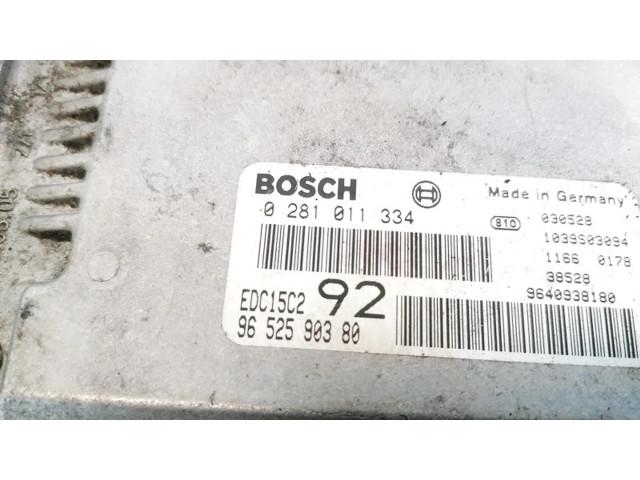 BOSCH Made in Germany
0 281 011 334 810 030528
1039S03094
1166 0178
38528
EDC15C2 92 9640938180
96 525 903 80